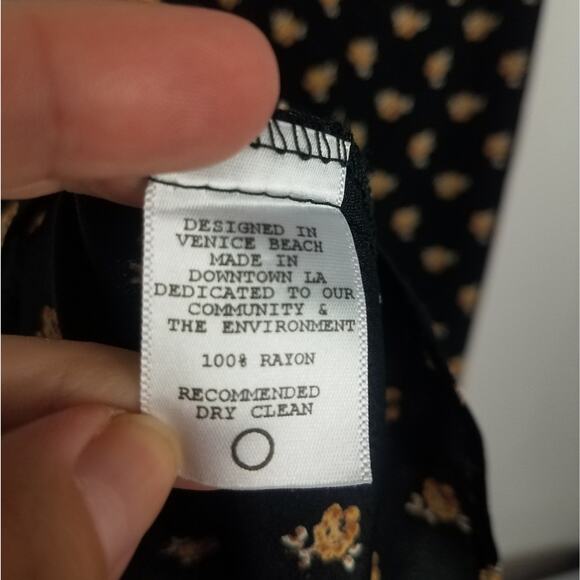 DESIGNED IN
VENICE BEACH
MADE IN
DOWNTOWN LA
DEDICATED TO OUR
COMMUNITY &
THE ENVIRONMENT
100% RAYON
RECOMMENDED
DRY CLEAN